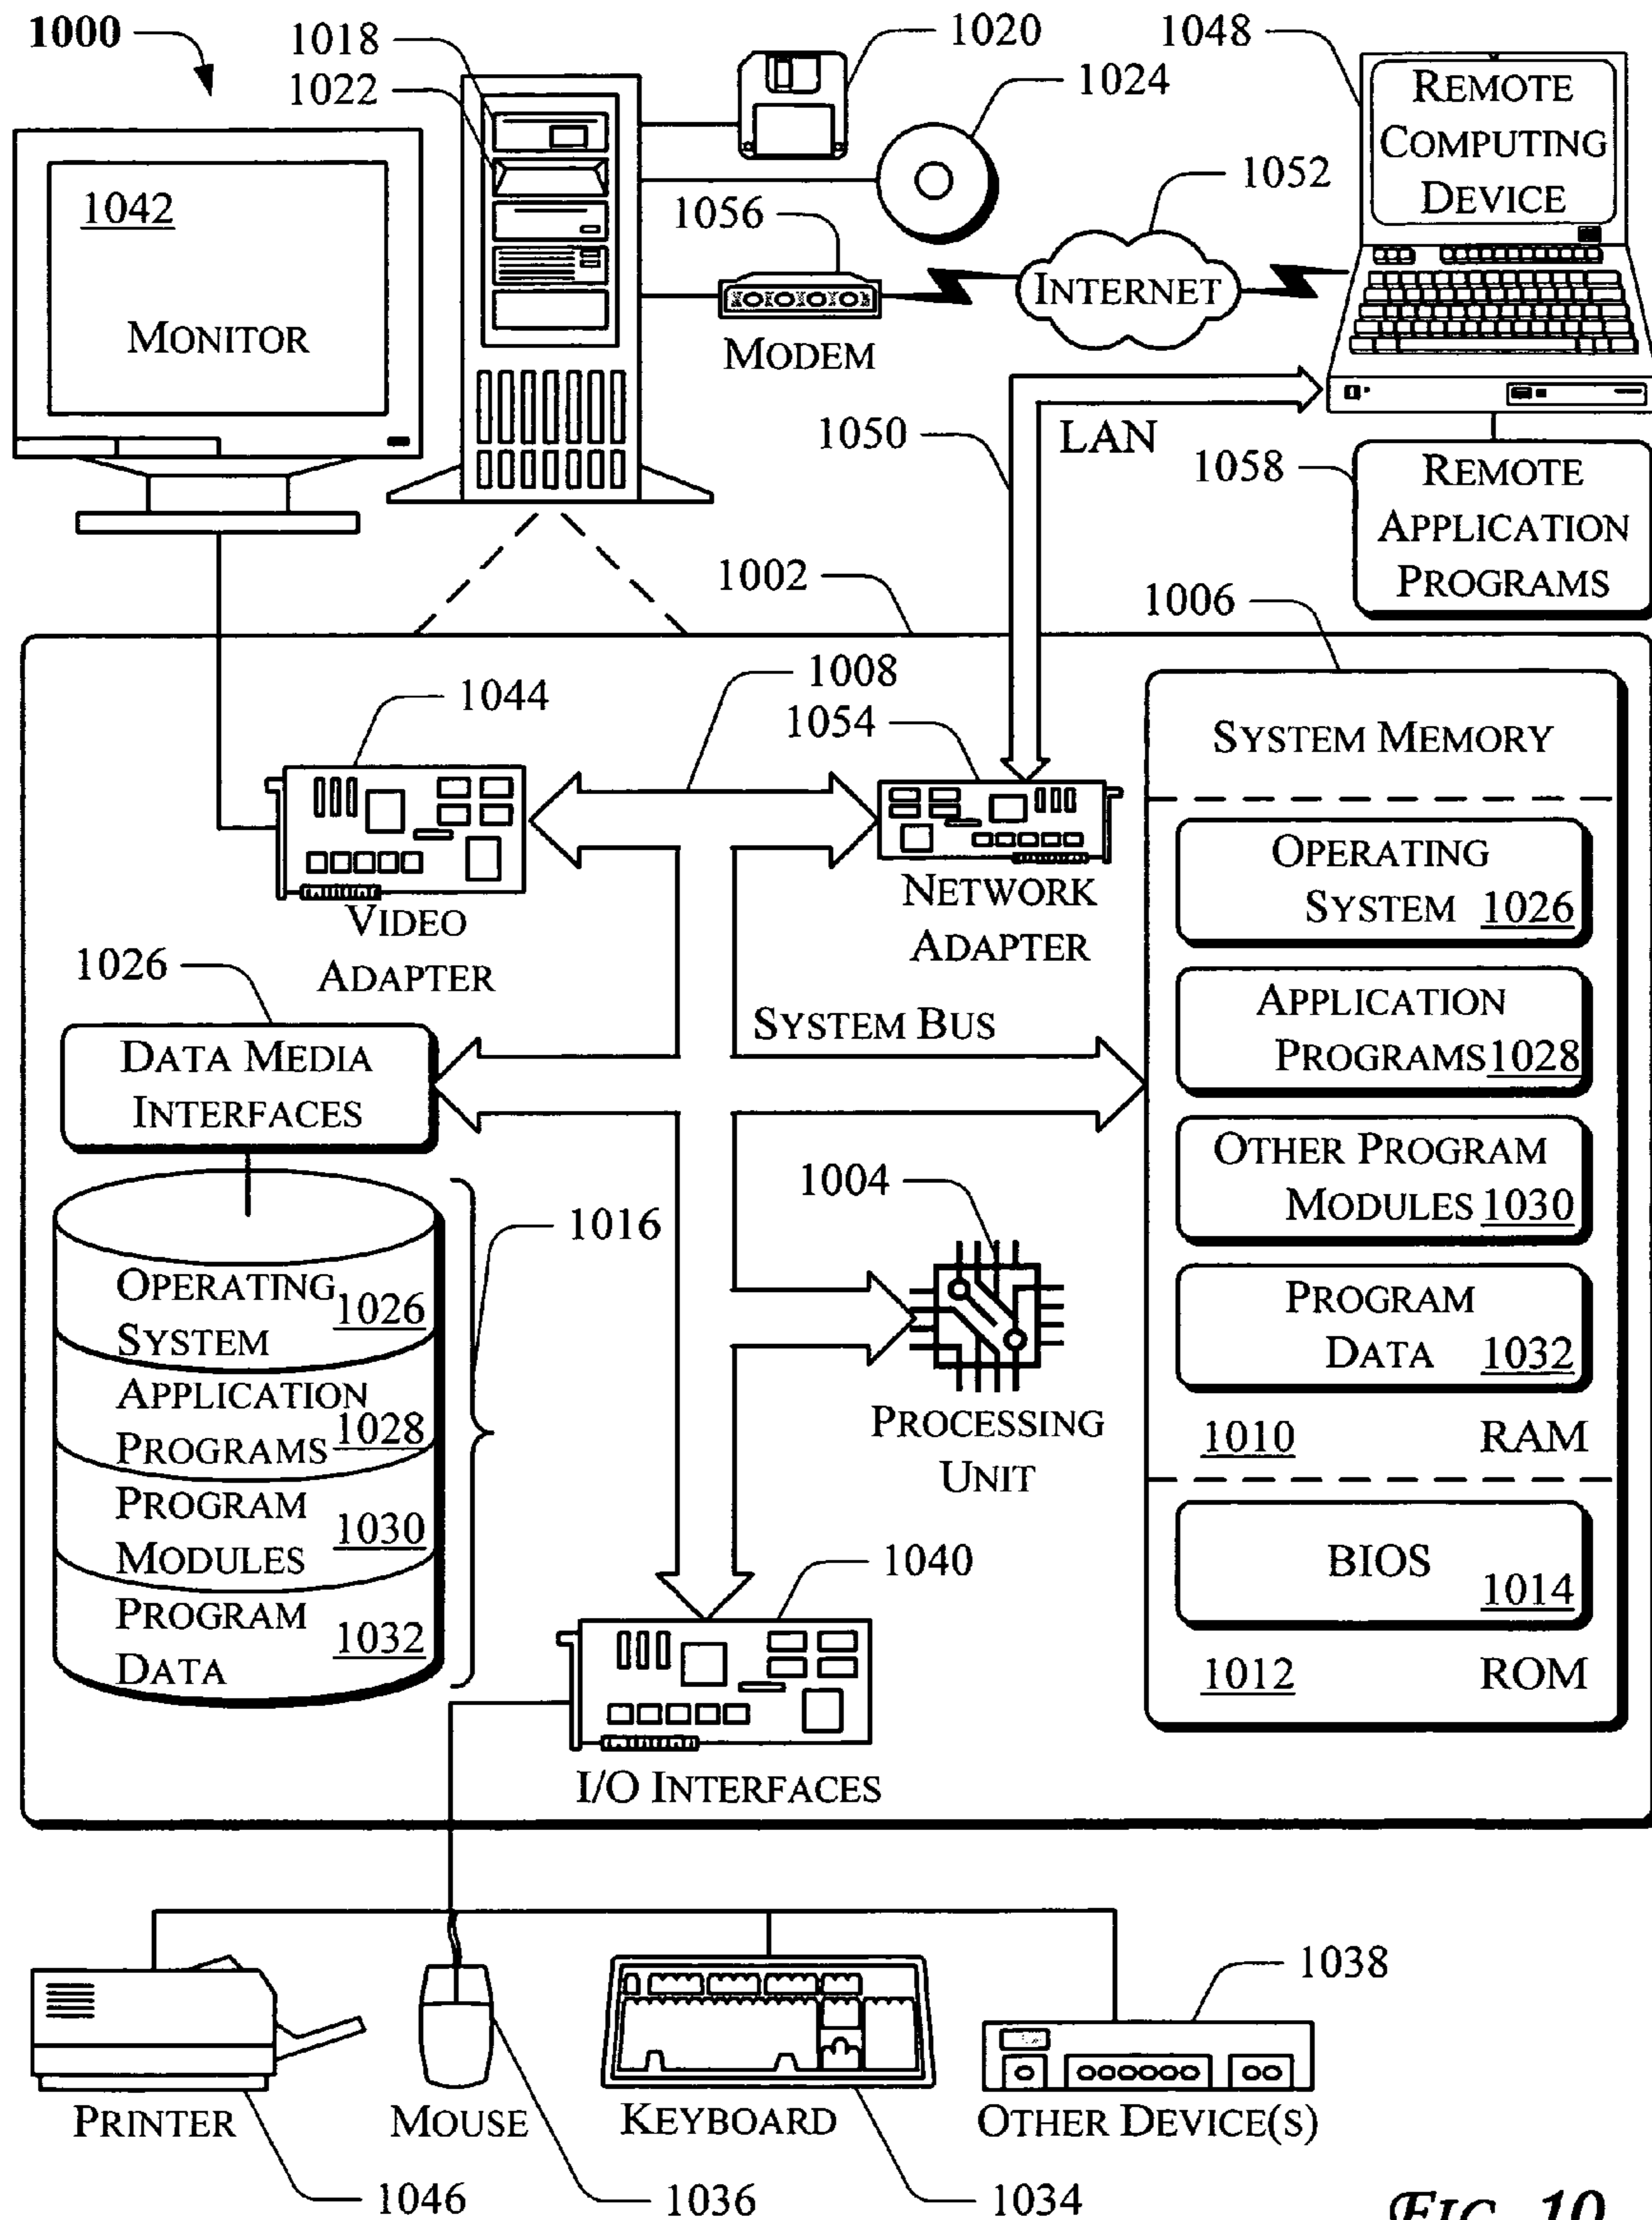 1000
1018
1022
1020
1024
1048
REMOTE
COMPUTING
DEVICE
1042
MONITOR
1056
MODEM
1052
INTERNET
1050
LAN
1058
REMOTE
APPLICATION
PROGRAMS
1002
1006
1044
1008
1054
VIDEO
ADAPTER
NETWORK
ADAPTER
SYSTEM MEMORY
OPERATING
SYSTEM 1026
APPLICATION
PROGRAMS 1028
OTHER PROGRAM
MODULES 1030
PROGRAM
DATA 1032
1010 RAM
BIOS
1014
1012 ROM
1026
DATA MEDIA
INTERFACES
SYSTEM BUS
1016
OPERATING
SYSTEM 1026
APPLICATION
PROGRAMS 1028
PROGRAM
MODULES 1030
PROGRAM
DATA 1032
1004
PROCESSING
UNIT
1040
I/O INTERFACES
1038
PRINTER
MOUSE
KEYBOARD
OTHER DEVICE(S)
1046
1036
1034
FIG. 10